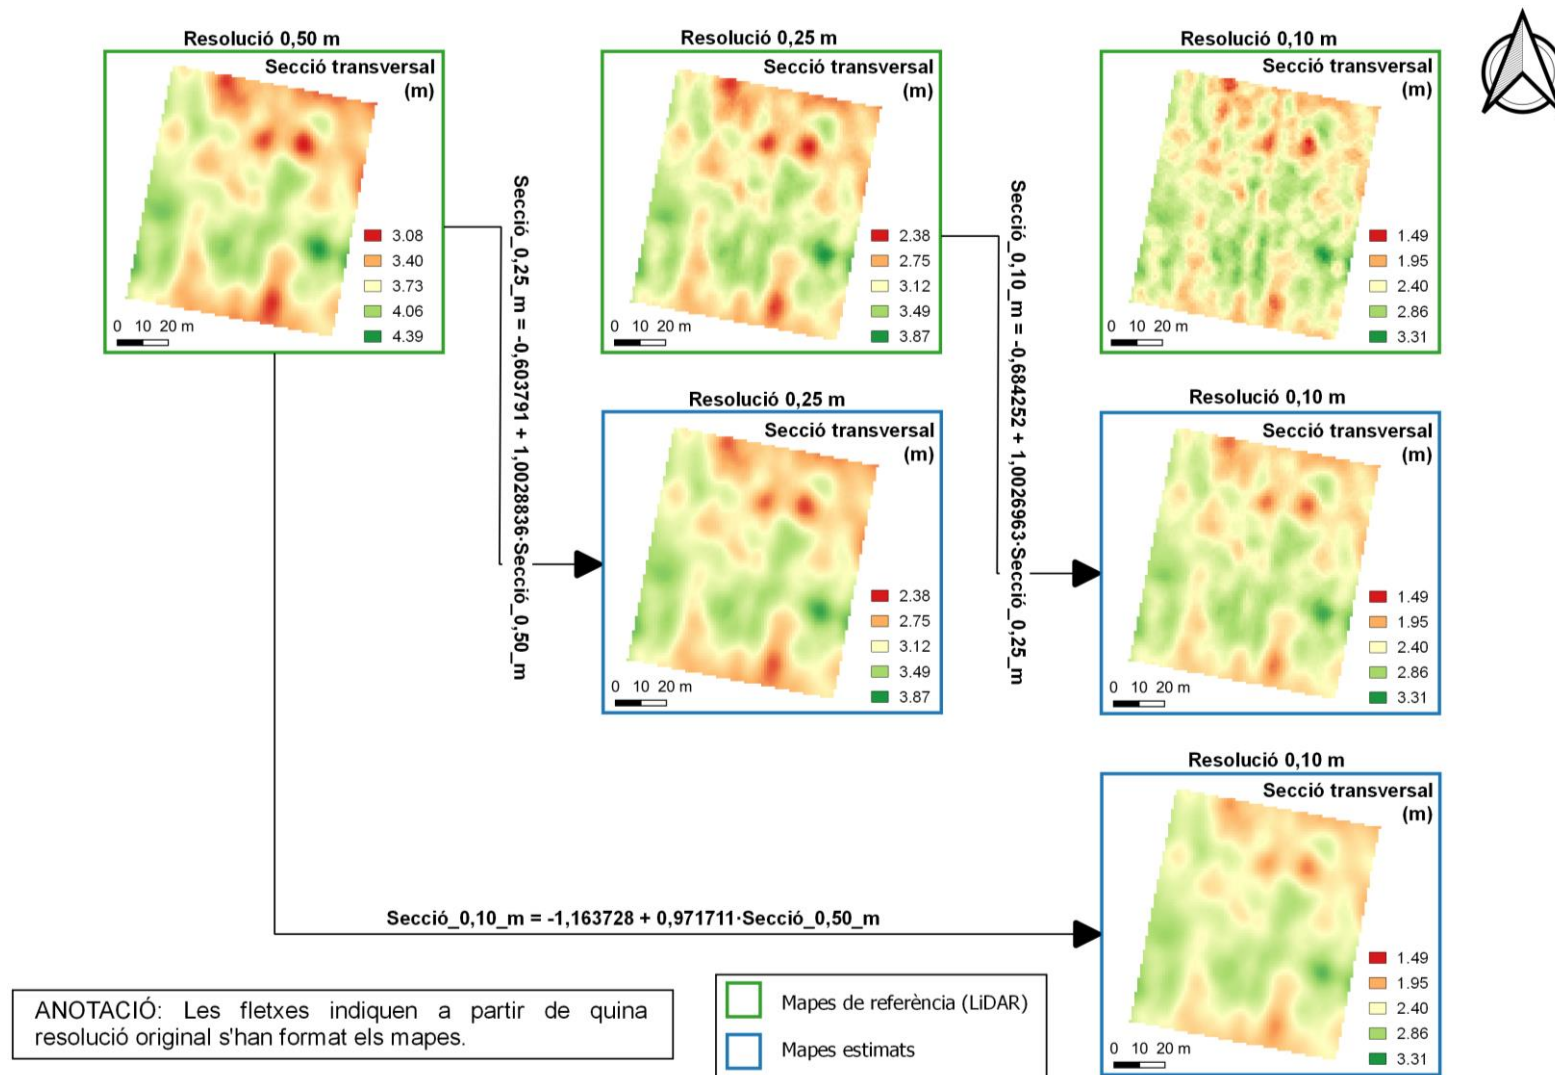 Resolució 0,50 m
Secció transversal
(m)
3.08
3.40
3.73
4.06
4.39
0 10 20 m
Secció_0,25_m = -0,603791 + 1,0028836·Secció_0,50_m
Resolució 0,25 m
Secció transversal
(m)
2.38
2.75
3.12
3.49
3.87
0 10 20 m
Secció_0,10_m = -0,684252 + 1,0026963·Secció_0,25_m
Resolució 0,10 m
Secció transversal
(m)
1.49
1.95
2.40
2.86
3.31
0 10 20 m
Resolució 0,25 m
Secció transversal
(m)
2.38
2.75
3.12
3.49
3.87
0 10 20 m
Resolució 0,10 m
Secció transversal
(m)
1.49
1.95
2.40
2.86
3.31
0 10 20 m
Resolució 0,10 m
Secció transversal
(m)
1.49
1.95
2.40
2.86
3.31
0 10 20 m
Secció_0,10_m = -1,163728 + 0,971711·Secció_0,50_m
ANOTACIÓ: Les fletxes indiquen a partir de quina
resolució original s'han format els mapes.
Mapes de referència (LiDAR)
Mapes estimats